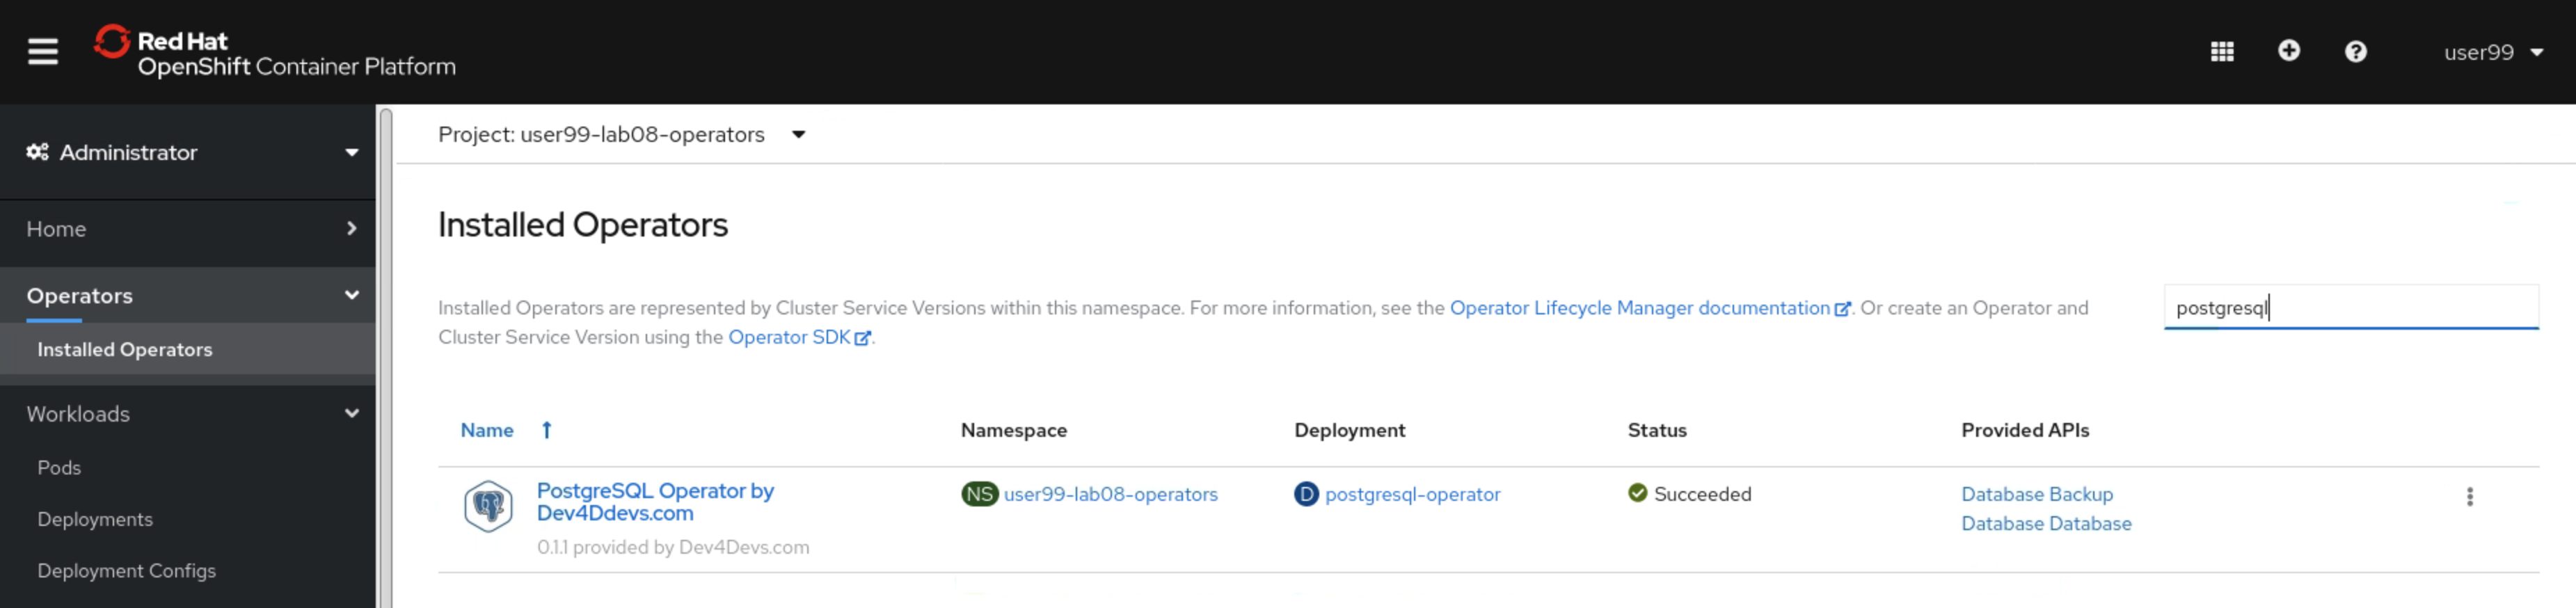 Red Hat
OpenShift Container Platform
user99
Administrator
Project: user99-lab08-operators
Home
Installed Operators
Operators
Installed Operators are represented by Cluster Service Versions within this namespace. For more information, see the Operator Lifecycle Manager documentation. Or create an Operator and
Cluster Service Version using the Operator SDK.
postgresql
Installed Operators
Workloads
Pods
Deployments
Deployment Configs
Name Namespace Deployment Status Provided APIs
PostgreSQL Operator by
Dev4Ddevs.com
0.1.1 provided by Dev4Devs.com
NS user99-lab08-operators
D postgresql-operator
Succeeded
Database Backup
Database Database